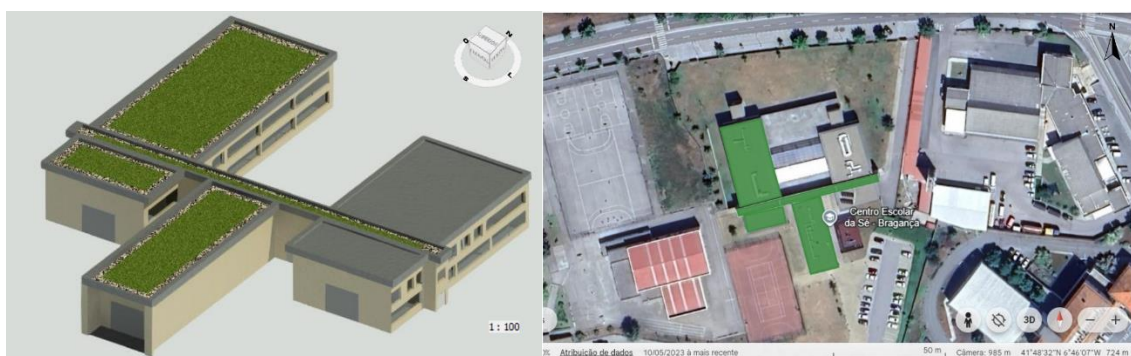 1 : 100
N
Centro Escolar
da Sé - Bragança
3D
Atribuição de dados 10/05/2023 à mais recente
50 m
Câmera: 985 m 41°48'32"N 6°46'07"W 724 m